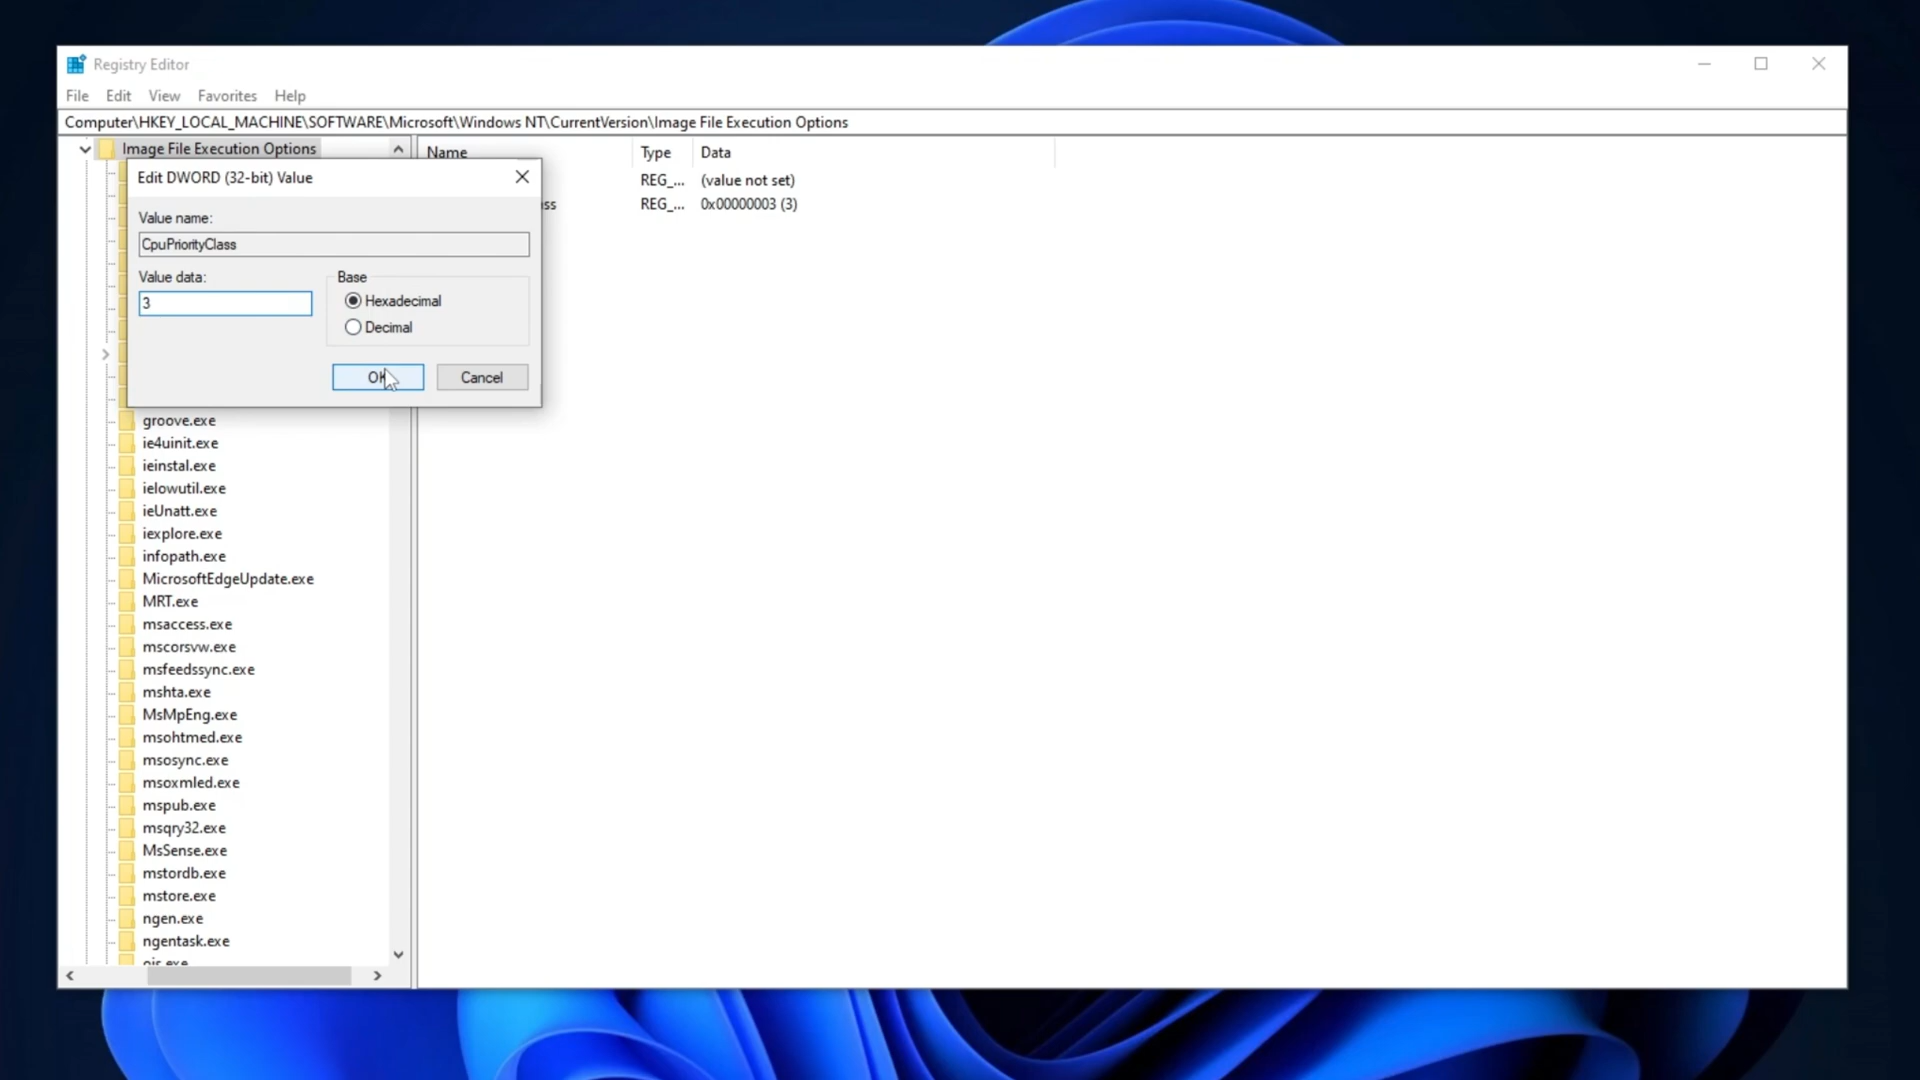 Registry Editor
File Edit View Favorites Help
Computer\HKEY_LOCAL_MACHINE\SOFTWARE\Microsoft\Windows NT\CurrentVersion\Image File Execution Options
Image File Execution Options
Name Type Data
REG_... (value not set)
ss REG_... 0x00000003 (3)
Edit DWORD (32-bit) Value
Value name:
CpuPriorityClass
Value data:
3
Base
Hexadecimal
Decimal
OK Cancel
groove.exe
ie4uinit.exe
ieinstal.exe
ielowutil.exe
ieUnatt.exe
iexplore.exe
infopath.exe
MicrosoftEdgeUpdate.exe
MRT.exe
msaccess.exe
mscorsvw.exe
msfeedssync.exe
mshta.exe
MsMpEng.exe
msohtmed.exe
msosync.exe
msoxmled.exe
mspub.exe
msqry32.exe
MsSense.exe
mstordb.exe
mstore.exe
ngen.exe
ngentask.exe